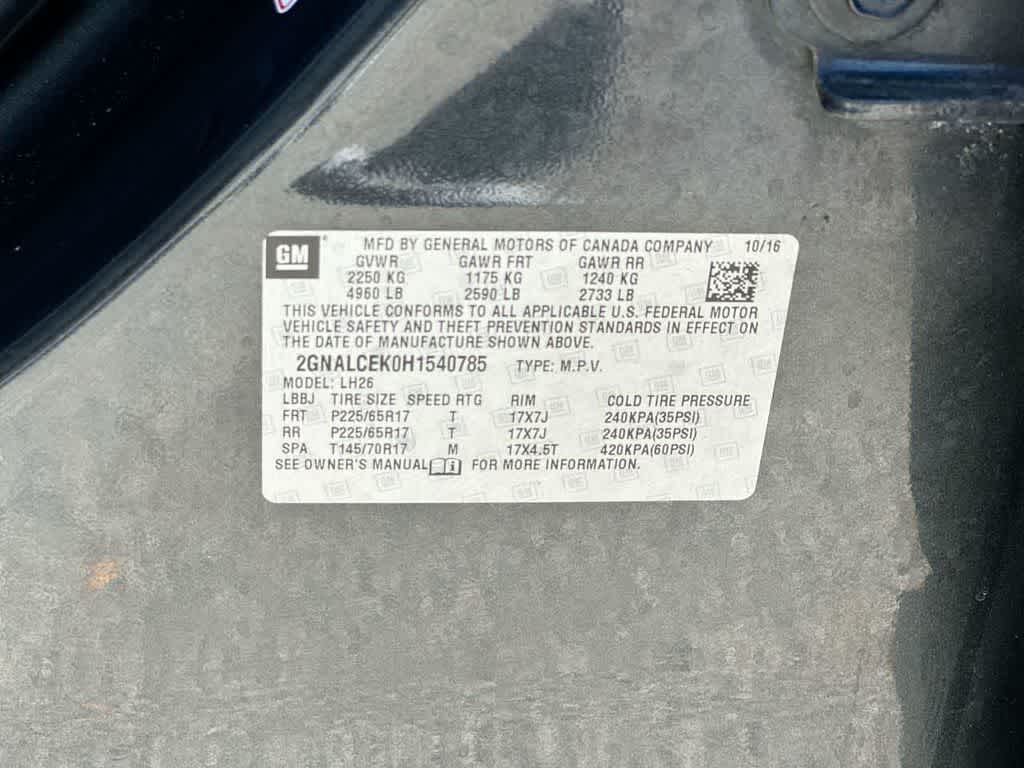 GM MFD BY GENERAL MOTORS OF CANADA COMPANY 10/16
GVWR GAWR FRT GAWR RR
2250 KG 1175 KG 1240 KG
4960 LB 2590 LB 2733 LB
THIS VEHICLE CONFORMS TO ALL APPLICABLE U.S. FEDERAL MOTOR
VEHICLE SAFETY AND THEFT PREVENTION STANDARDS IN EFFECT ON
THE DATE OF MANUFACTURE SHOWN ABOVE.
2GNALCEK0H1540785 TYPE: M.P.V.
MODEL: LH26
LBBJ TIRE SIZE SPEED RTG RIM COLD TIRE PRESSURE
FRT P225/65R17 T 17X7J 240KPA(35PSI)
RR P225/65R17 T 17X7J 240KPA(35PSI)
SPA T145/70R17 M 17X4.5T 420KPA(60PSI)
SEE OWNER'S MANUAL i FOR MORE INFORMATION.